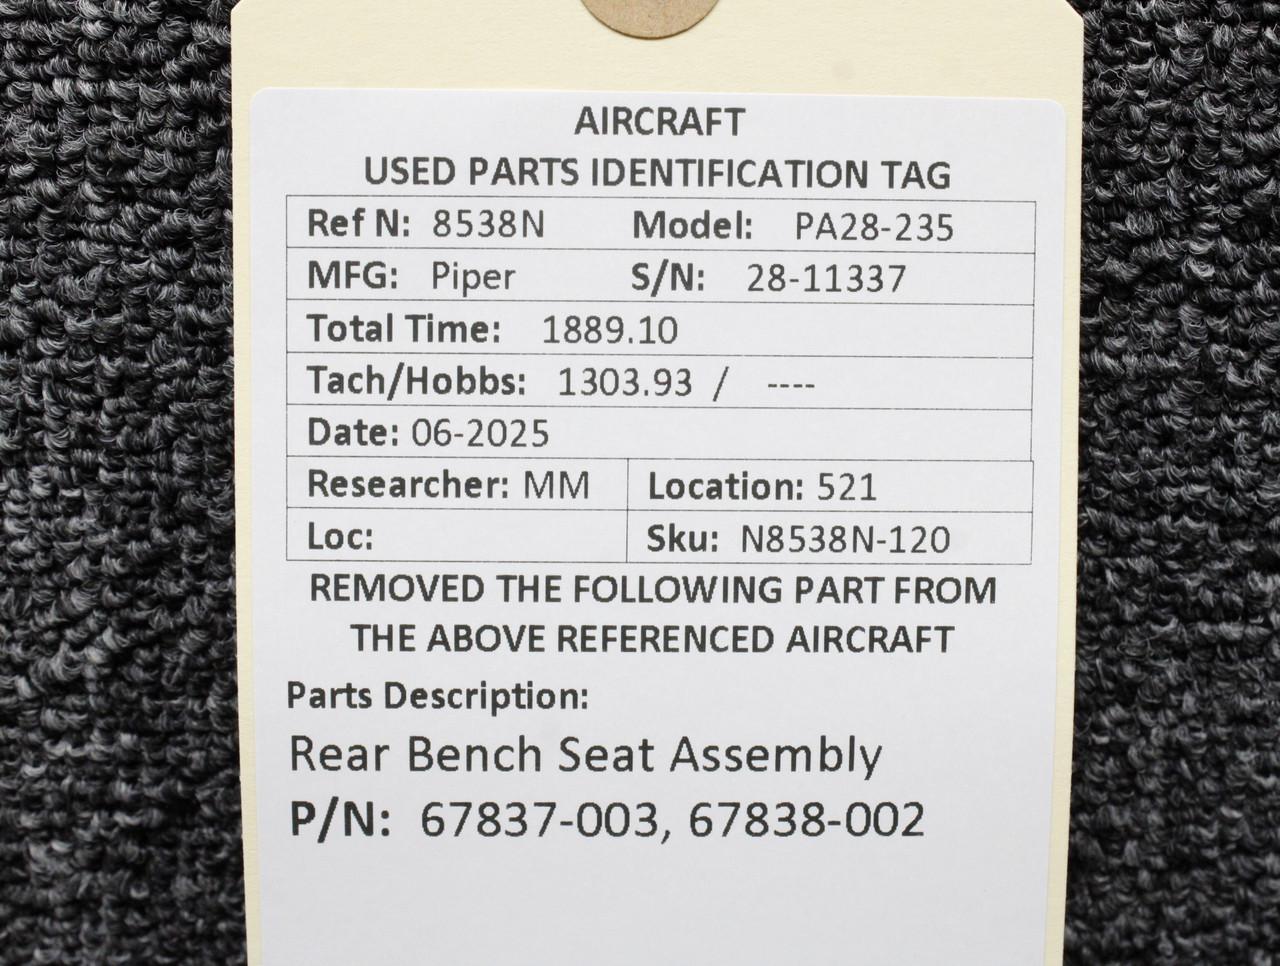 AIRCRAFT
USED PARTS IDENTIFICATION TAG
Ref N: 8538N Model: PA28-235
MFG: Piper S/N: 28-11337
Total Time: 1889.10
Tach/Hobbs: 1303.93 / ----
Date: 06-2025
Researcher: MM Location: 521
Loc: Sku: N8538N-120
REMOVED THE FOLLOWING PART FROM
THE ABOVE REFERENCED AIRCRAFT
Parts Description:
Rear Bench Seat Assembly
P/N: 67837-003, 67838-002